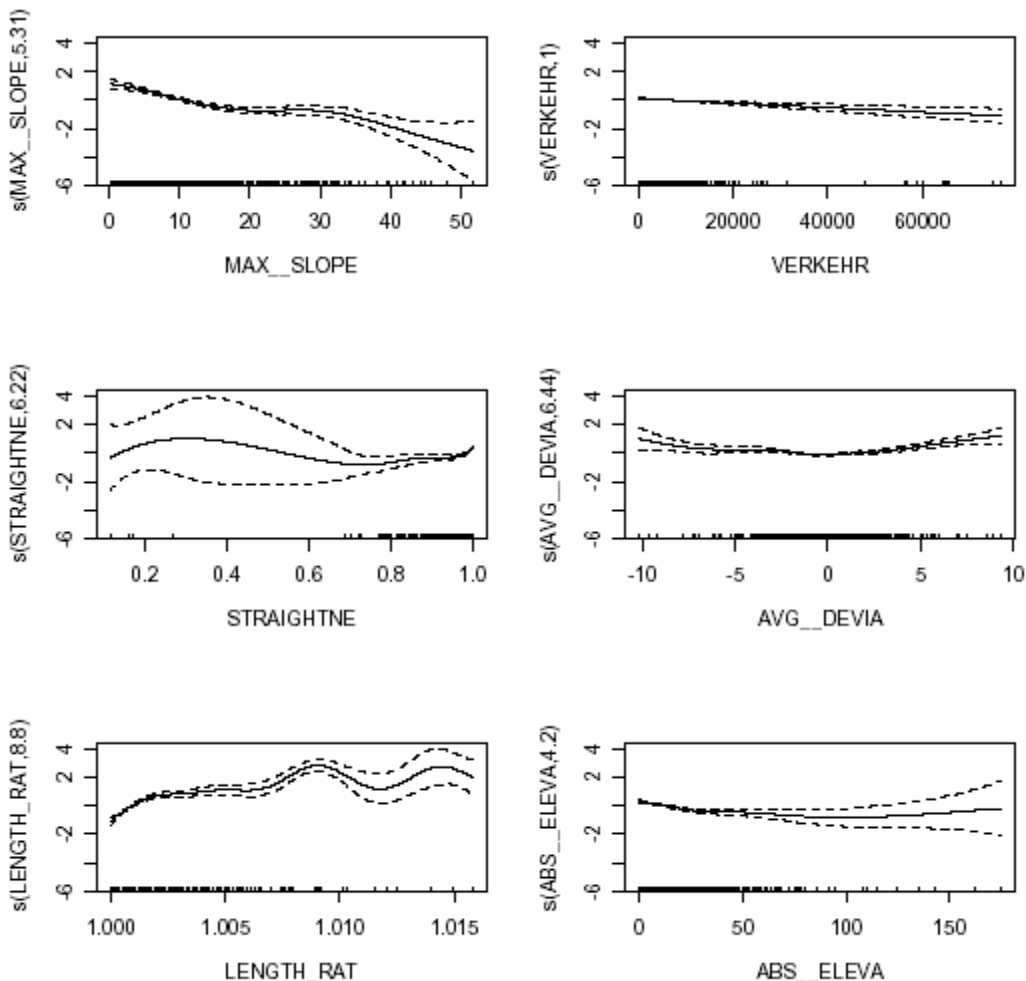 s(MAX__SLOPE,5.31)
4
2
-2
-6
0 10 20 30 40 50
MAX__SLOPE
s(VERKEHR,1)
4
2
-2
-6
0 20000 40000 60000
VERKEHR
s(STRAIGHTNE,6.22)
4
2
-2
-6
0.2 0.4 0.6 0.8 1.0
STRAIGHTNE
s(AVG__DEVIA,6.44)
4
2
-2
-6
-10 -5 0 5 10
AVG__DEVIA
s(LENGTH_RAT,8.8)
4
2
-2
-6
1.000 1.005 1.010 1.015
LENGTH_RAT
s(ABS__ELEVA,4.2)
4
2
-2
-6
0 50 100 150
ABS__ELEVA